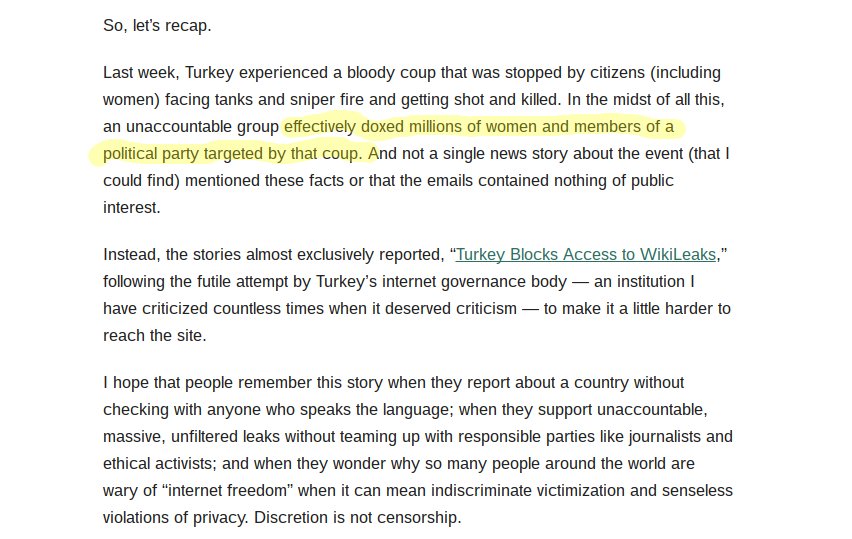 So, let's recap.
Last week, Turkey experienced a bloody coup that was stopped by citizens (including
women) facing tanks and sniper fire and getting shot and killed. In the midst of all this,
an unaccountable group effectively doxed millions of women and members of a
political party targeted by that coup. And not a single news story about the event (that I
could find) mentioned these facts or that the emails contained nothing of public
interest.
Instead, the stories almost exclusively reported, “Turkey Blocks Access to WikiLeaks,”
following the futile attempt by Turkey's internet governance body — an institution I
have criticized countless times when it deserved criticism — to make it a little harder to
reach the site.
I hope that people remember this story when they report about a country without
checking with anyone who speaks the language; when they support unaccountable,
massive, unfiltered leaks without teaming up with responsible parties like journalists and
ethical activists; and when they wonder why so many people around the world are
wary of “internet freedom” when it can mean indiscriminate victimization and senseless
violations of privacy. Discretion is not censorship.